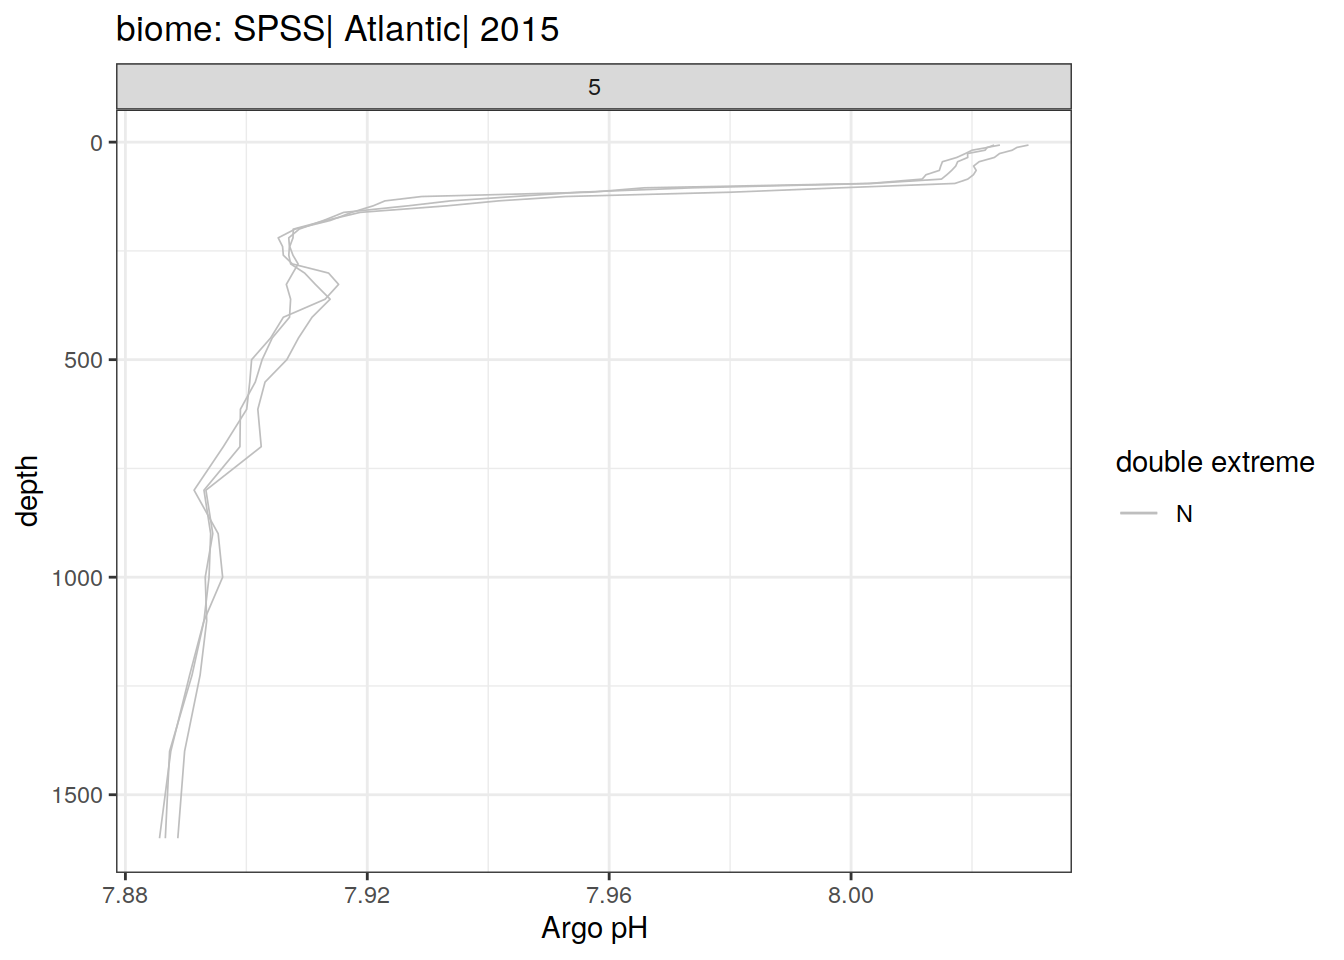 biome: SPSS| Atlantic| 2015
5
0
500
1000
1500
depth
7.88
7.92
7.96
8.00
Argo pH
double extreme
N